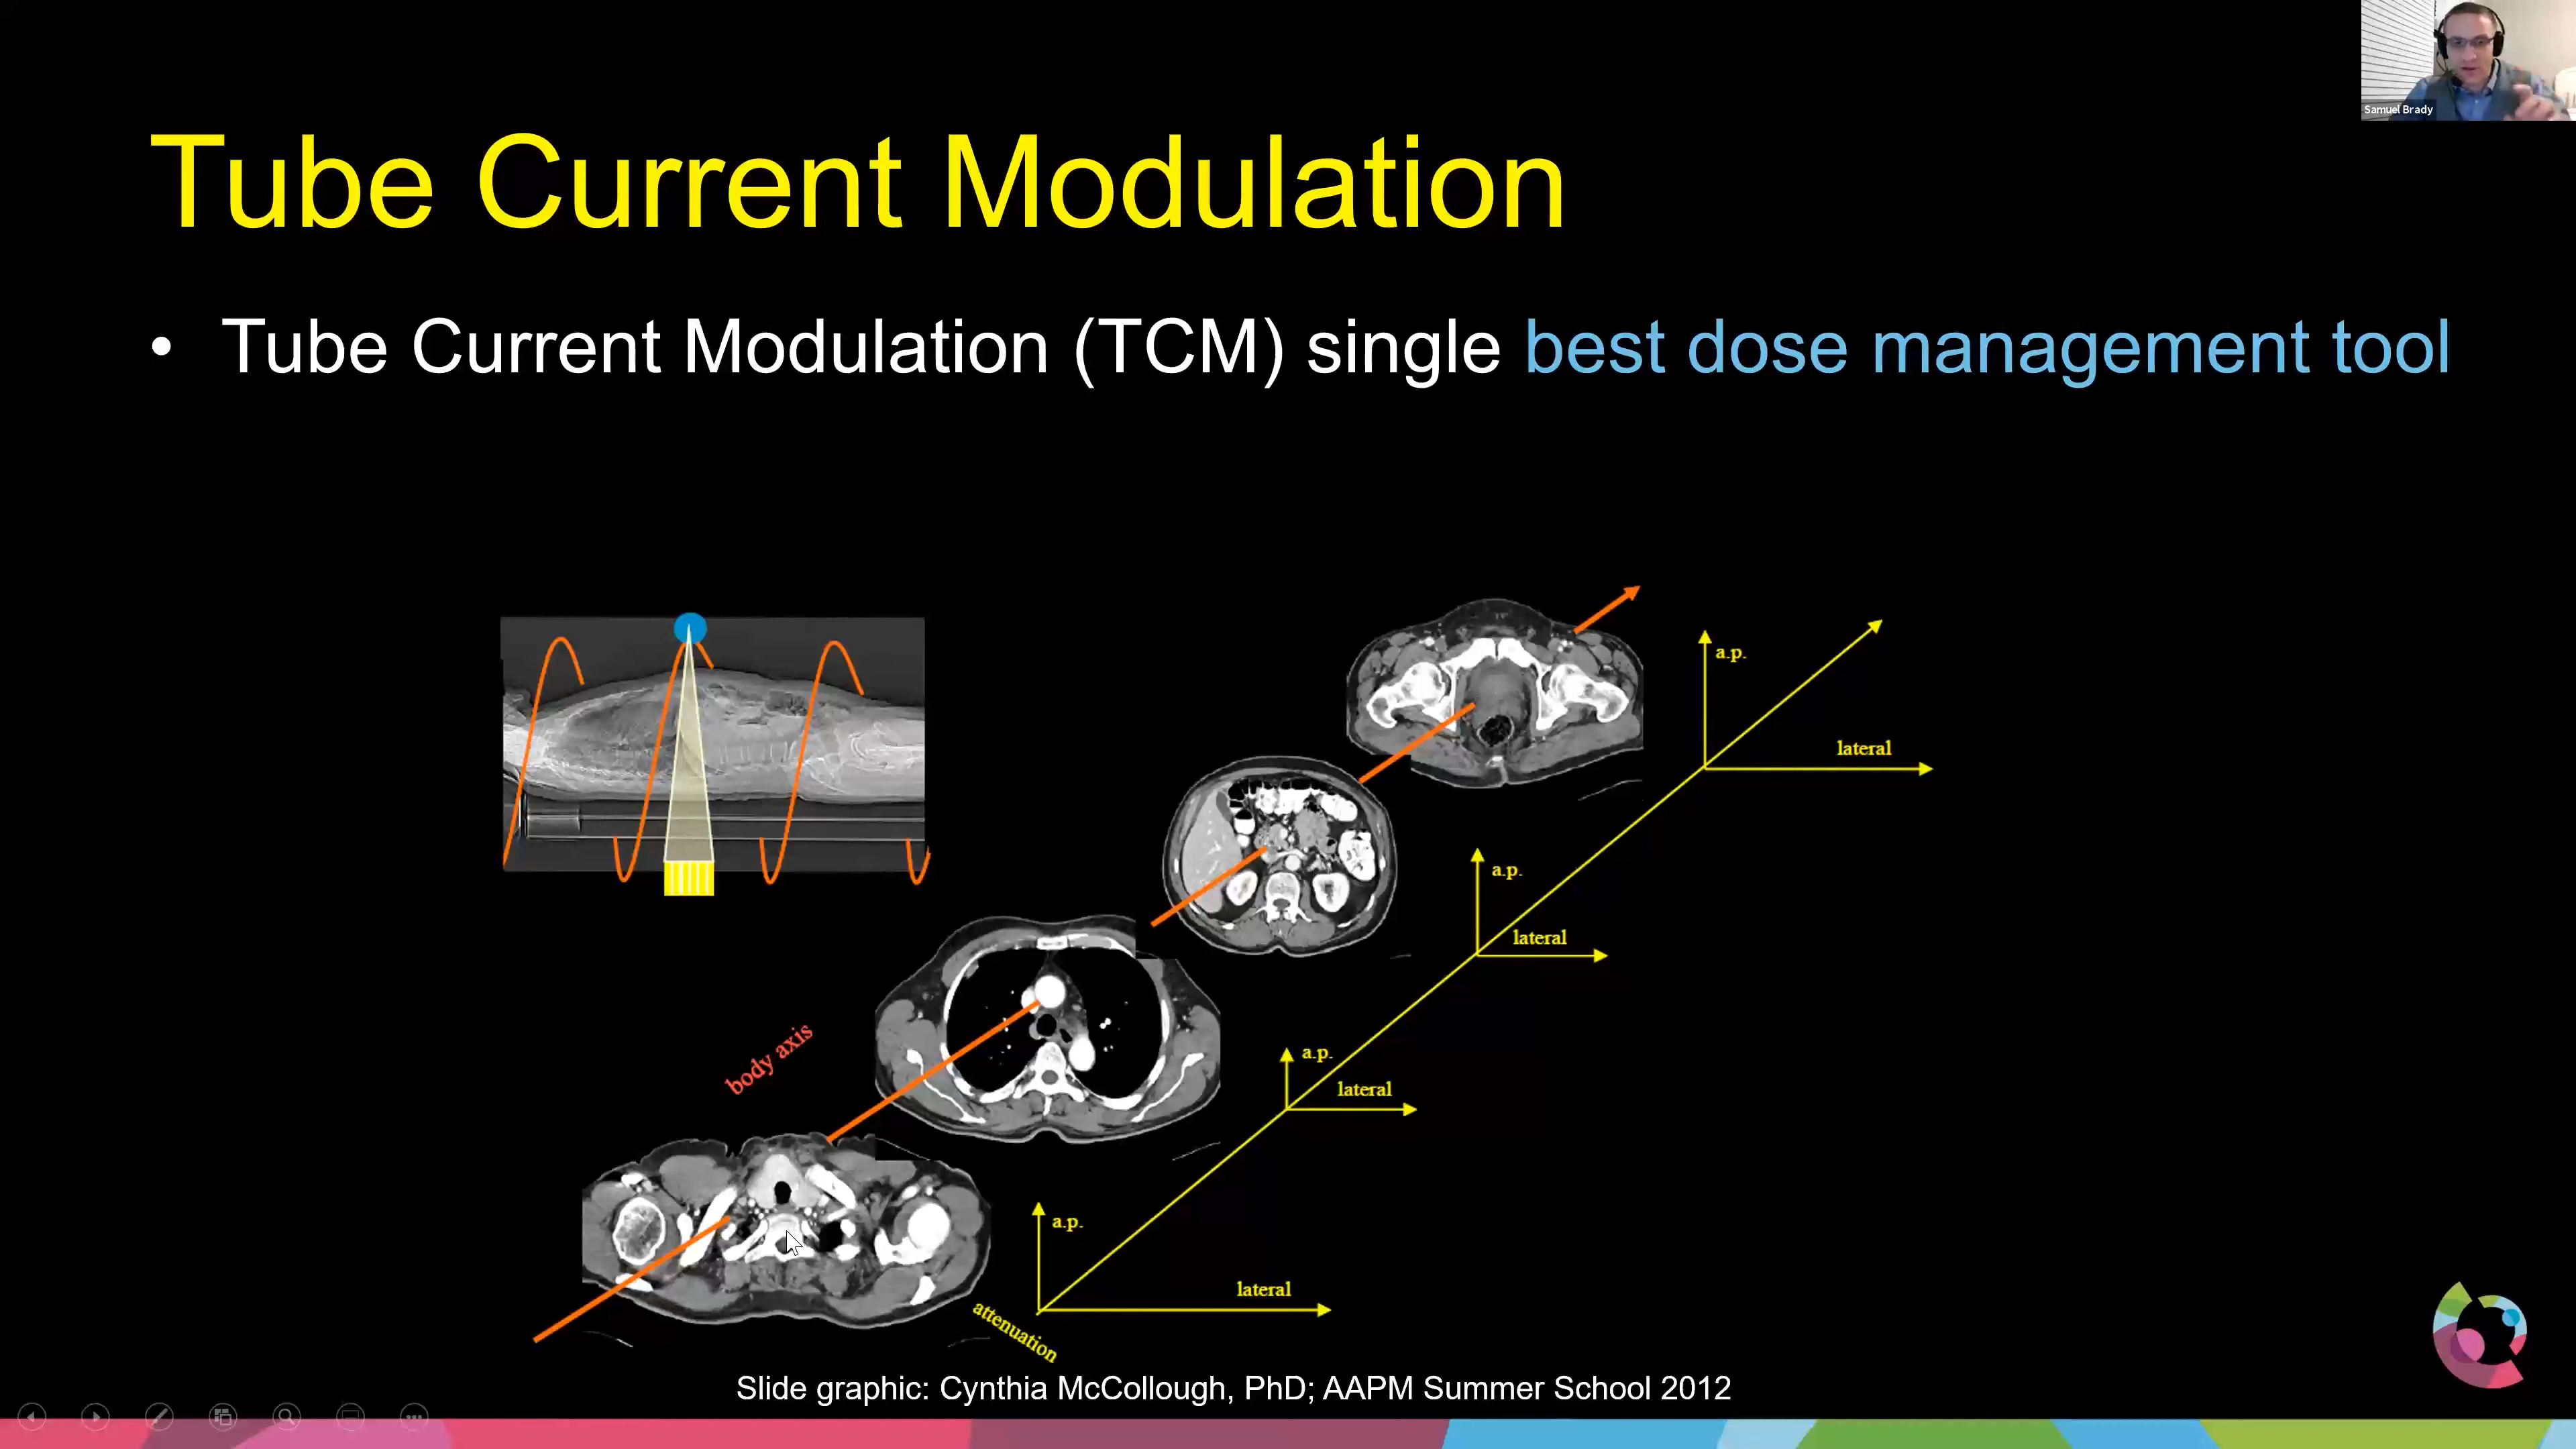 Samuel Brady
Tube Current Modulation
• Tube Current Modulation (TCM) single best dose management tool
a.p.
lateral
a.p.
lateral
body axis
a.p.
lateral
a.p.
lateral
attenuation
Slide graphic: Cynthia McCollough, PhD; AAPM Summer School 2012